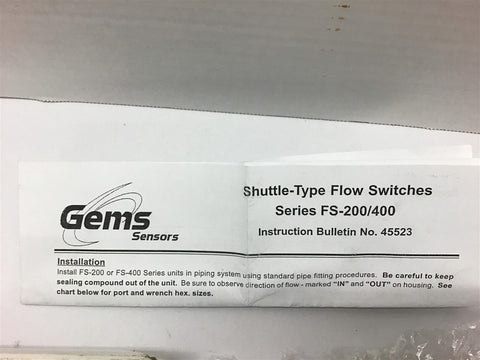 Gems
Sensors
Shuttle-Type Flow Switches
Series FS-200/400
Instruction Bulletin No. 45523
Installation
Install FS-200 or FS-400 Series units in piping system using standard pipe fitting procedures. Be careful to keep
sealing compound out of the unit. Be sure to observe direction of flow - marked "IN" and "OUT" on housing. See
chart below for port and wrench hex. sizes.